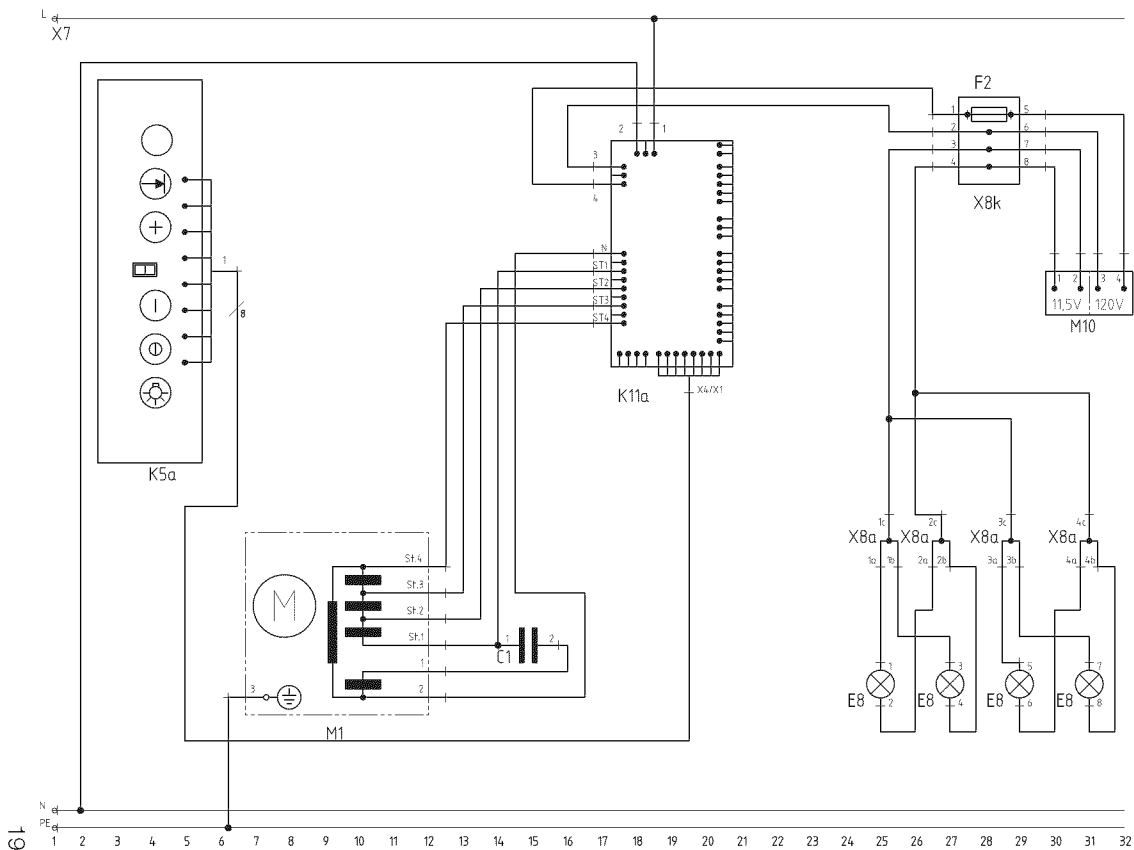 L
X7
F2
1 5
2 6
3 7
4 8
X8k
2 1
3
4
N
ST1
ST2
ST3
ST4
1
8
1 2 3 4
11,5V 120V
M10
K11a
X4/X1
K5a
1c 2c 3c 4c
X8a X8a X8a X8a
1a 1b 2a 2b 3a 3b 4a 4b
St.4
St.3
M
St.2
St.1
1 2
C1
1
3
2
M1
1 3 5 7
E8 E8 E8 E8
2 4 6 8
N
PE
1 2 3 4 5 6 7 8 9 10 11 12 13 14 15 16 17 18 19 20 21 22 23 24 25 26 27 28 29 30 31 32
19